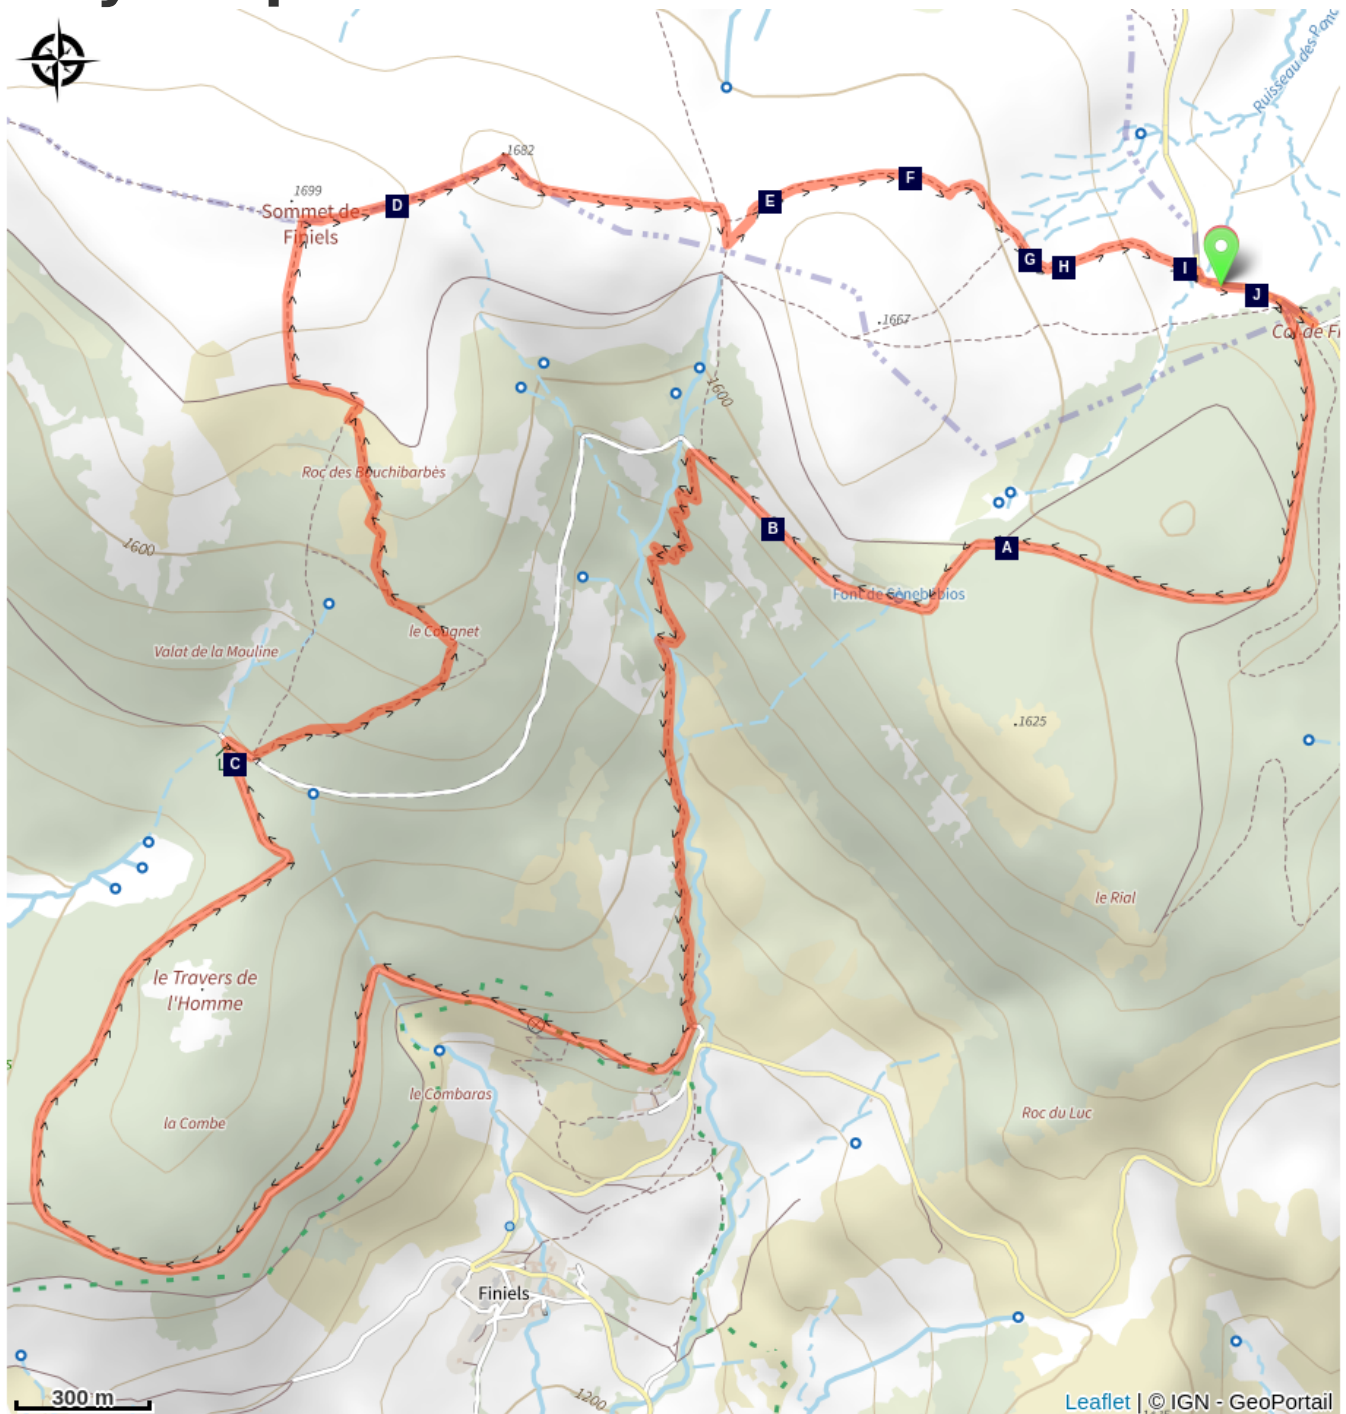 1682
1699
Sommet de
Finiels
D
E
F
G
H
I
J
Ruisseau des
1667
Col de
1600
Roc des Bouchibarbès
1600
B
A
Font de Sènebèbios
le Cougnet
Valat de la Mouline
C
1625
le Rial
le Travers de
l'Homme
s
le Combaras
la Combe
Roc du Luc
Finiels
1200
300 m
Leaflet | © IGN - GeoPortail